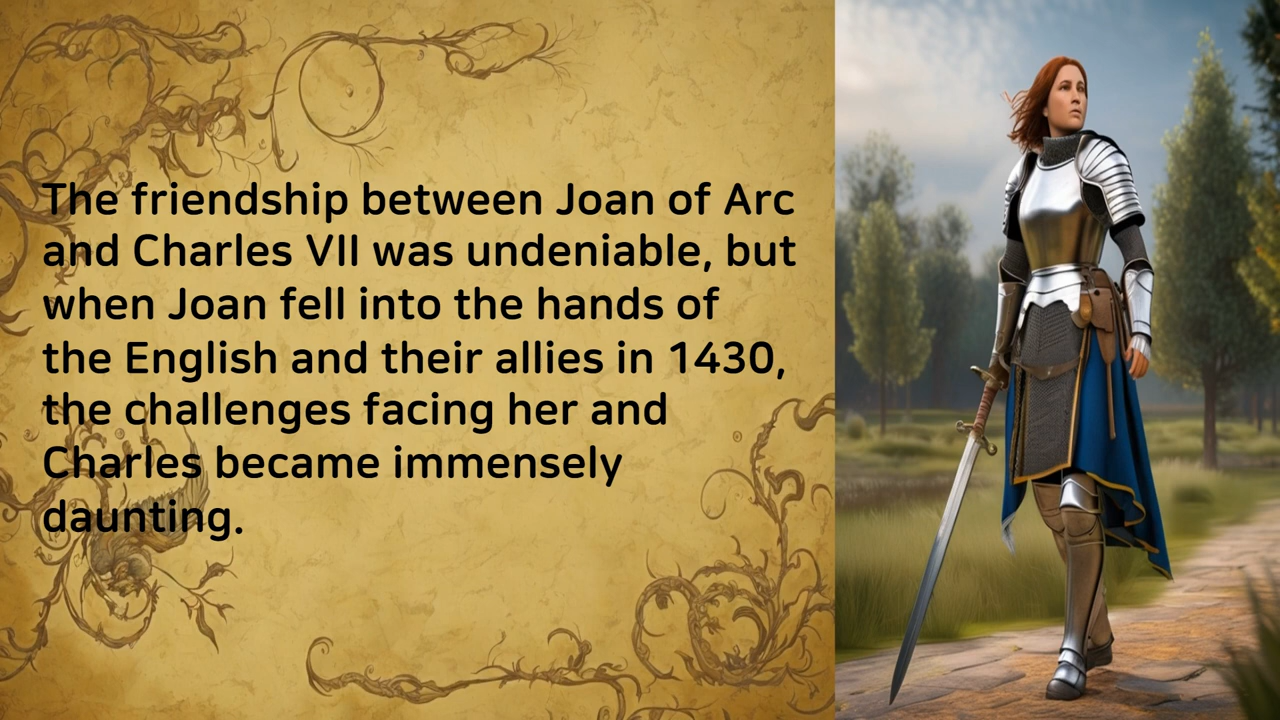 The friendship between Joan of Arc
and Charles VII was undeniable, but
when Joan fell into the hands of
the English and their allies in 1430,
the challenges facing her and
Charles became immensely
daunting.